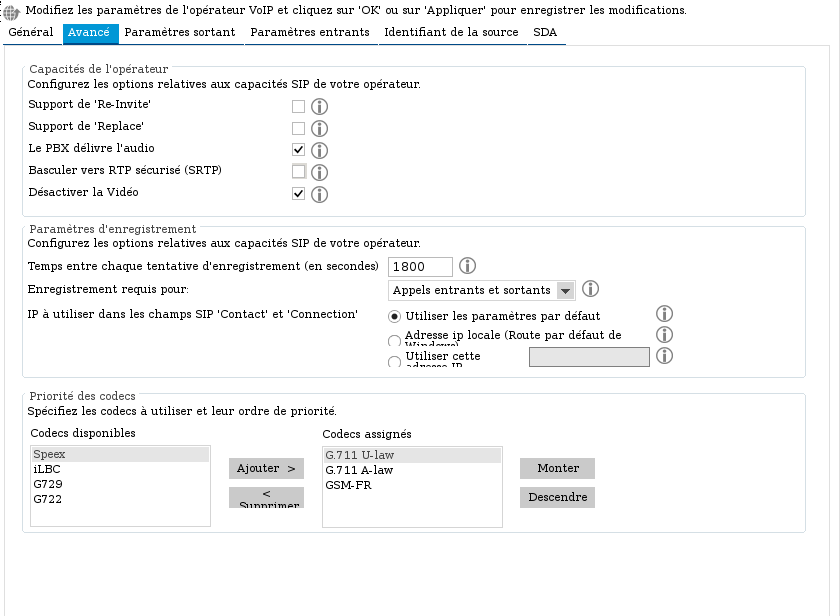 Modifiez les paramètres de l'opérateur VoIP et cliquez sur 'OK' ou sur 'Appliquer' pour enregistrer les modifications.
Général Avancé Paramètres sortant Paramètres entrants Identifiant de la source SDA
Capacités de l'opérateur
Configurez les options relatives aux capacités SIP de votre opérateur.
Support de 'Re-Invite'
Support de 'Replace'
Le PBX délivre l'audio
Basculer vers RTP sécurisé (SRTP)
Désactiver la Vidéo
Paramètres d'enregistrement
Configurez les options relatives aux capacités SIP de votre opérateur.
Temps entre chaque tentative d'enregistrement (en secondes) 1800
Enregistrement requis pour: Appels entrants et sortants
IP à utiliser dans les champs SIP 'Contact' et 'Connection' Utiliser les paramètres par défaut
Adresse ip locale (Route par défaut de
Windows)
Utiliser cette
adresse IP
Priorité des codecs
Spécifiez les codecs à utiliser et leur ordre de priorité.
Codecs disponibles Codecs assignés
Speex
iLBC
G729
G722
Ajouter >
<
Supprimer
G.711 U-law
G.711 A-law
GSM-FR
Monter
Descendre